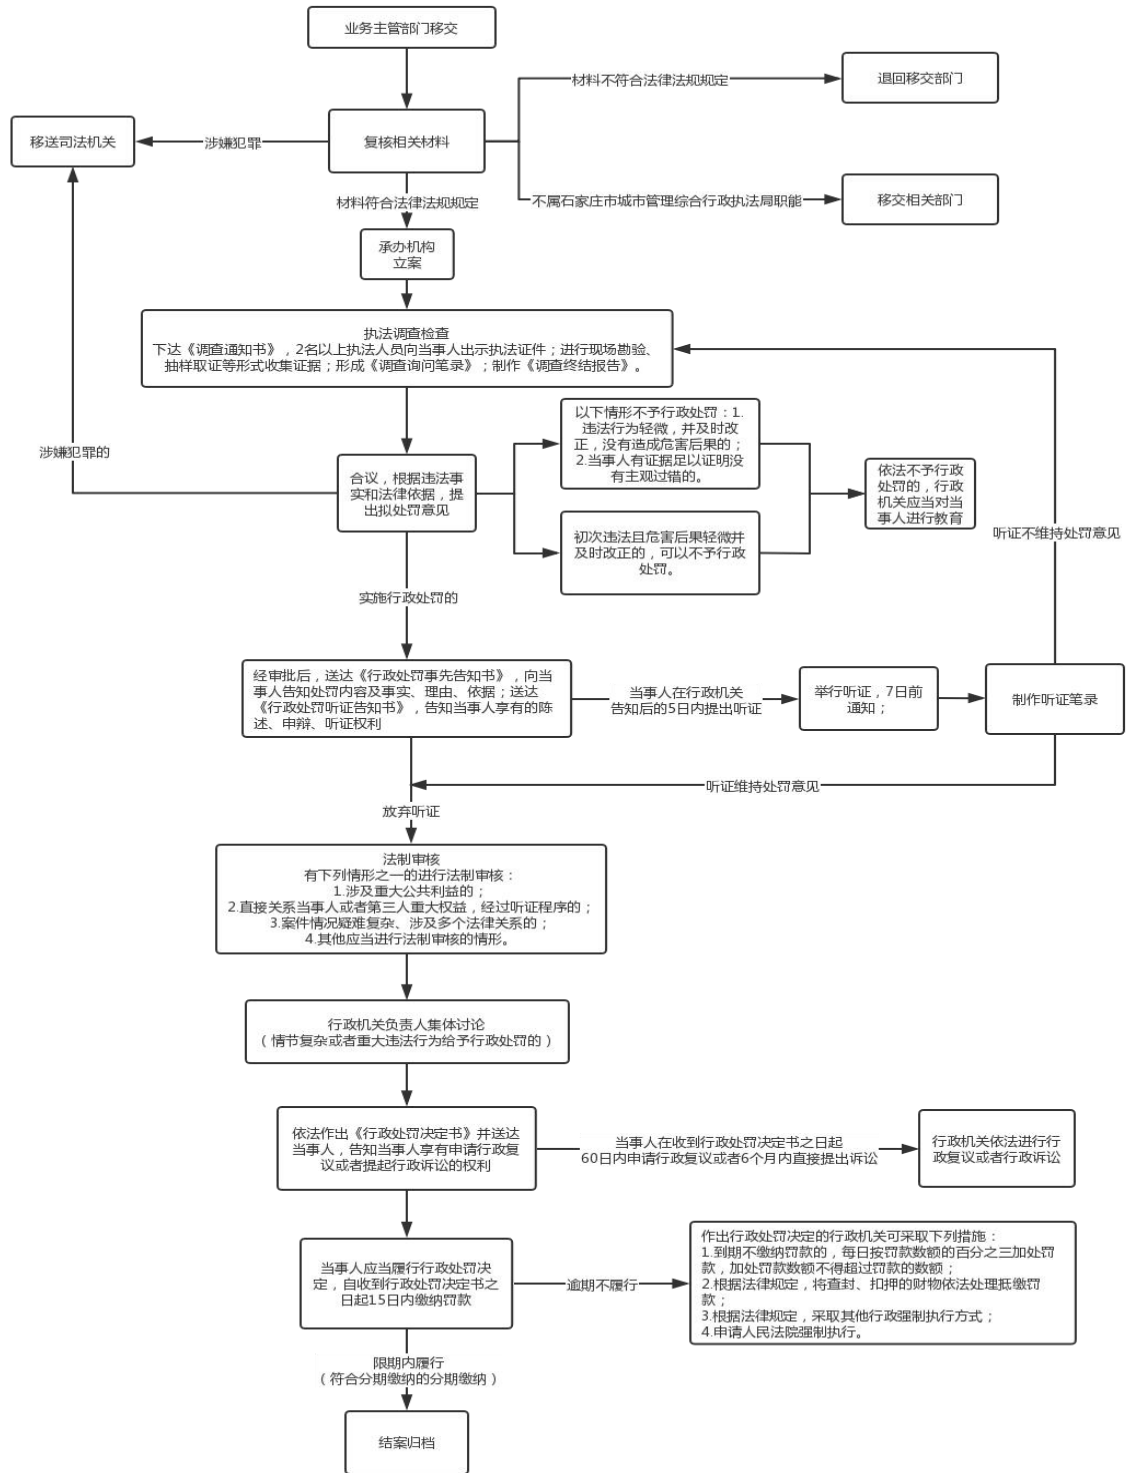 业务主管部门移交
材料不符合法律法规规定
退回移交部门
移送司法机关
涉嫌犯罪
复核相关材料
不属石家庄市城市管理综合行政执法局职能
移交相关部门
材料符合法律法规规定
承办机构
立案
执法调查检查
下达《调查通知书》，2名以上执法人员向当事人出示执法证件；进行现场勘验、
抽样取证等形式收集证据；形成《调查询问笔录》；制作《调查终结报告》。
涉嫌犯罪的
合议，根据违法事
实和法律依据，提
出拟处罚意见
以下情形不予行政处罚：1.
违法行为轻微，并及时改
正，没有造成危害后果的；
2.当事人有证据足以证明没
有主观过错的。
初次违法且危害后果轻微并
及时改正的，可以不予行政
处罚。
依法不予行政
处罚的，行政
机关应当对当
事人进行教育
听证不维持处罚意见
实施行政处罚的
经审批后，送达《行政处罚事先告知书》，向当
事人告知处罚内容及事实、理由、依据；送达
《行政处罚听证告知书》，告知当事人享有的陈
述、申辩、听证权利
当事人在行政机关
告知后的5日内提出听证
举行听证，7日前
通知；
制作听证笔录
听证维持处罚意见
放弃听证
法制审核
有下列情形之一的进行法制审核：
1.涉及重大公共利益的；
2.直接关系当事人或者第三人重大权益，经过听证程序的；
3.案件情况疑难复杂、涉及多个法律关系的；
4.其他应当进行法制审核的情形。
行政机关负责人集体讨论
（情节复杂或者重大违法行为给予行政处罚的）
依法作出《行政处罚决定书》并送达
当事人，告知当事人享有申请行政复
议或者提起行政诉讼的权利
当事人在收到行政处罚决定书之日起
60日内申请行政复议或者6个月内直接提出诉讼
行政机关依法进行行
政复议或者行政诉讼
当事人应当履行行政处罚决
定，自收到行政处罚决定书之
日起15日内缴纳罚款
逾期不履行
作出行政处罚决定的行政机关可采取下列措施：
1.到期不缴纳罚款的，每日按罚款数额的百分之三加处罚
款，加处罚款数额不得超过罚款的数额；
2.根据法律规定，将查封、扣押的财物依法处理抵缴罚
款；
3.根据法律规定，采取其他行政强制执行方式；
4.申请人民法院强制执行。
限期内履行
（符合分期缴纳的分期缴纳）
结案归档